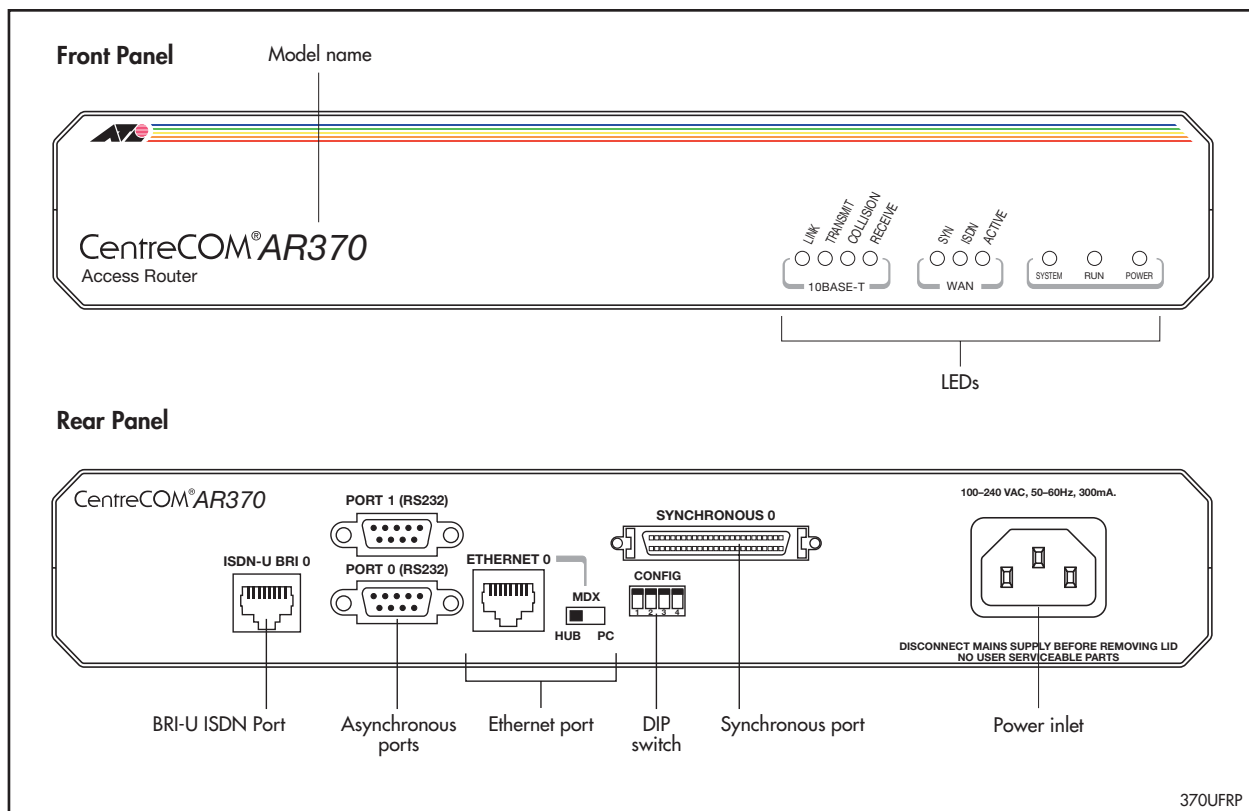 Front Panel
Model name
CentreCOM® AR370
Access Router
LINK
TRANSMIT
COLLISION
RECEIVE
10BASE-T
SYN
ISDN
ACTIVE
WAN
SYSTEM
RUN
POWER
LEDs
Rear Panel
CentreCOM® AR370
ISDN-U BRI 0
PORT 1 (RS232)
PORT 0 (RS232)
ETHERNET 0
MDX
HUB PC
SYNCHRONOUS 0
CONFIG
1 2 3 4
100–240 VAC, 50–60Hz, 300mA.
DISCONNECT MAINS SUPPLY BEFORE REMOVING LID
NO USER SERVICEABLE PARTS
BRI-U ISDN Port
Asynchronous
ports
Ethernet port
DIP
switch
Synchronous port
Power inlet
370UFRP